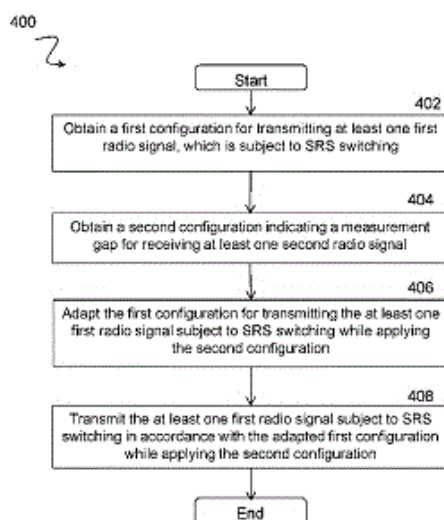 400
Start
402
Obtain a first configuration for transmitting at least one first
radio signal, which is subject to SRS switching
404
Obtain a second configuration indicating a measurement
gap for receiving at least one second radio signal
406
Adapt the first configuration for transmitting the at least one
first radio signal subject to SRS switching while applying
the second configuration
408
Transmit the at least one first radio signal subject to SRS
switching in accordance with the adapted first configuration
while applying the second configuration
End